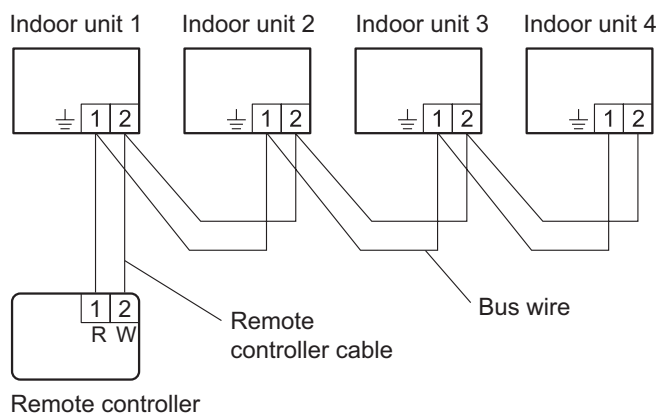 Indoor unit 1 Indoor unit 2 Indoor unit 3 Indoor unit 4
1 2 1 2 1 2 1 2
1 2
R W
Remote
controller cable
Bus wire
Remote controller